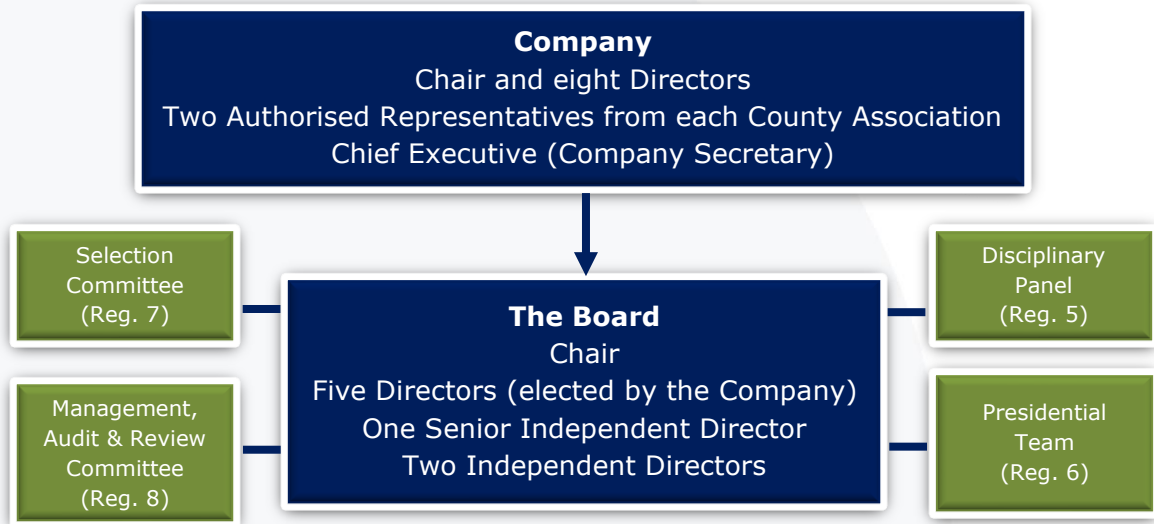 Company
Chair and eight Directors
Two Authorised Representatives from each County Association
Chief Executive (Company Secretary)
Selection
Committee
(Reg. 7)
Disciplinary
Panel
(Reg. 5)
The Board
Chair
Five Directors (elected by the Company)
One Senior Independent Director
Two Independent Directors
Management,
Audit & Review
Committee
(Reg. 8)
Presidential
Team
(Reg. 6)